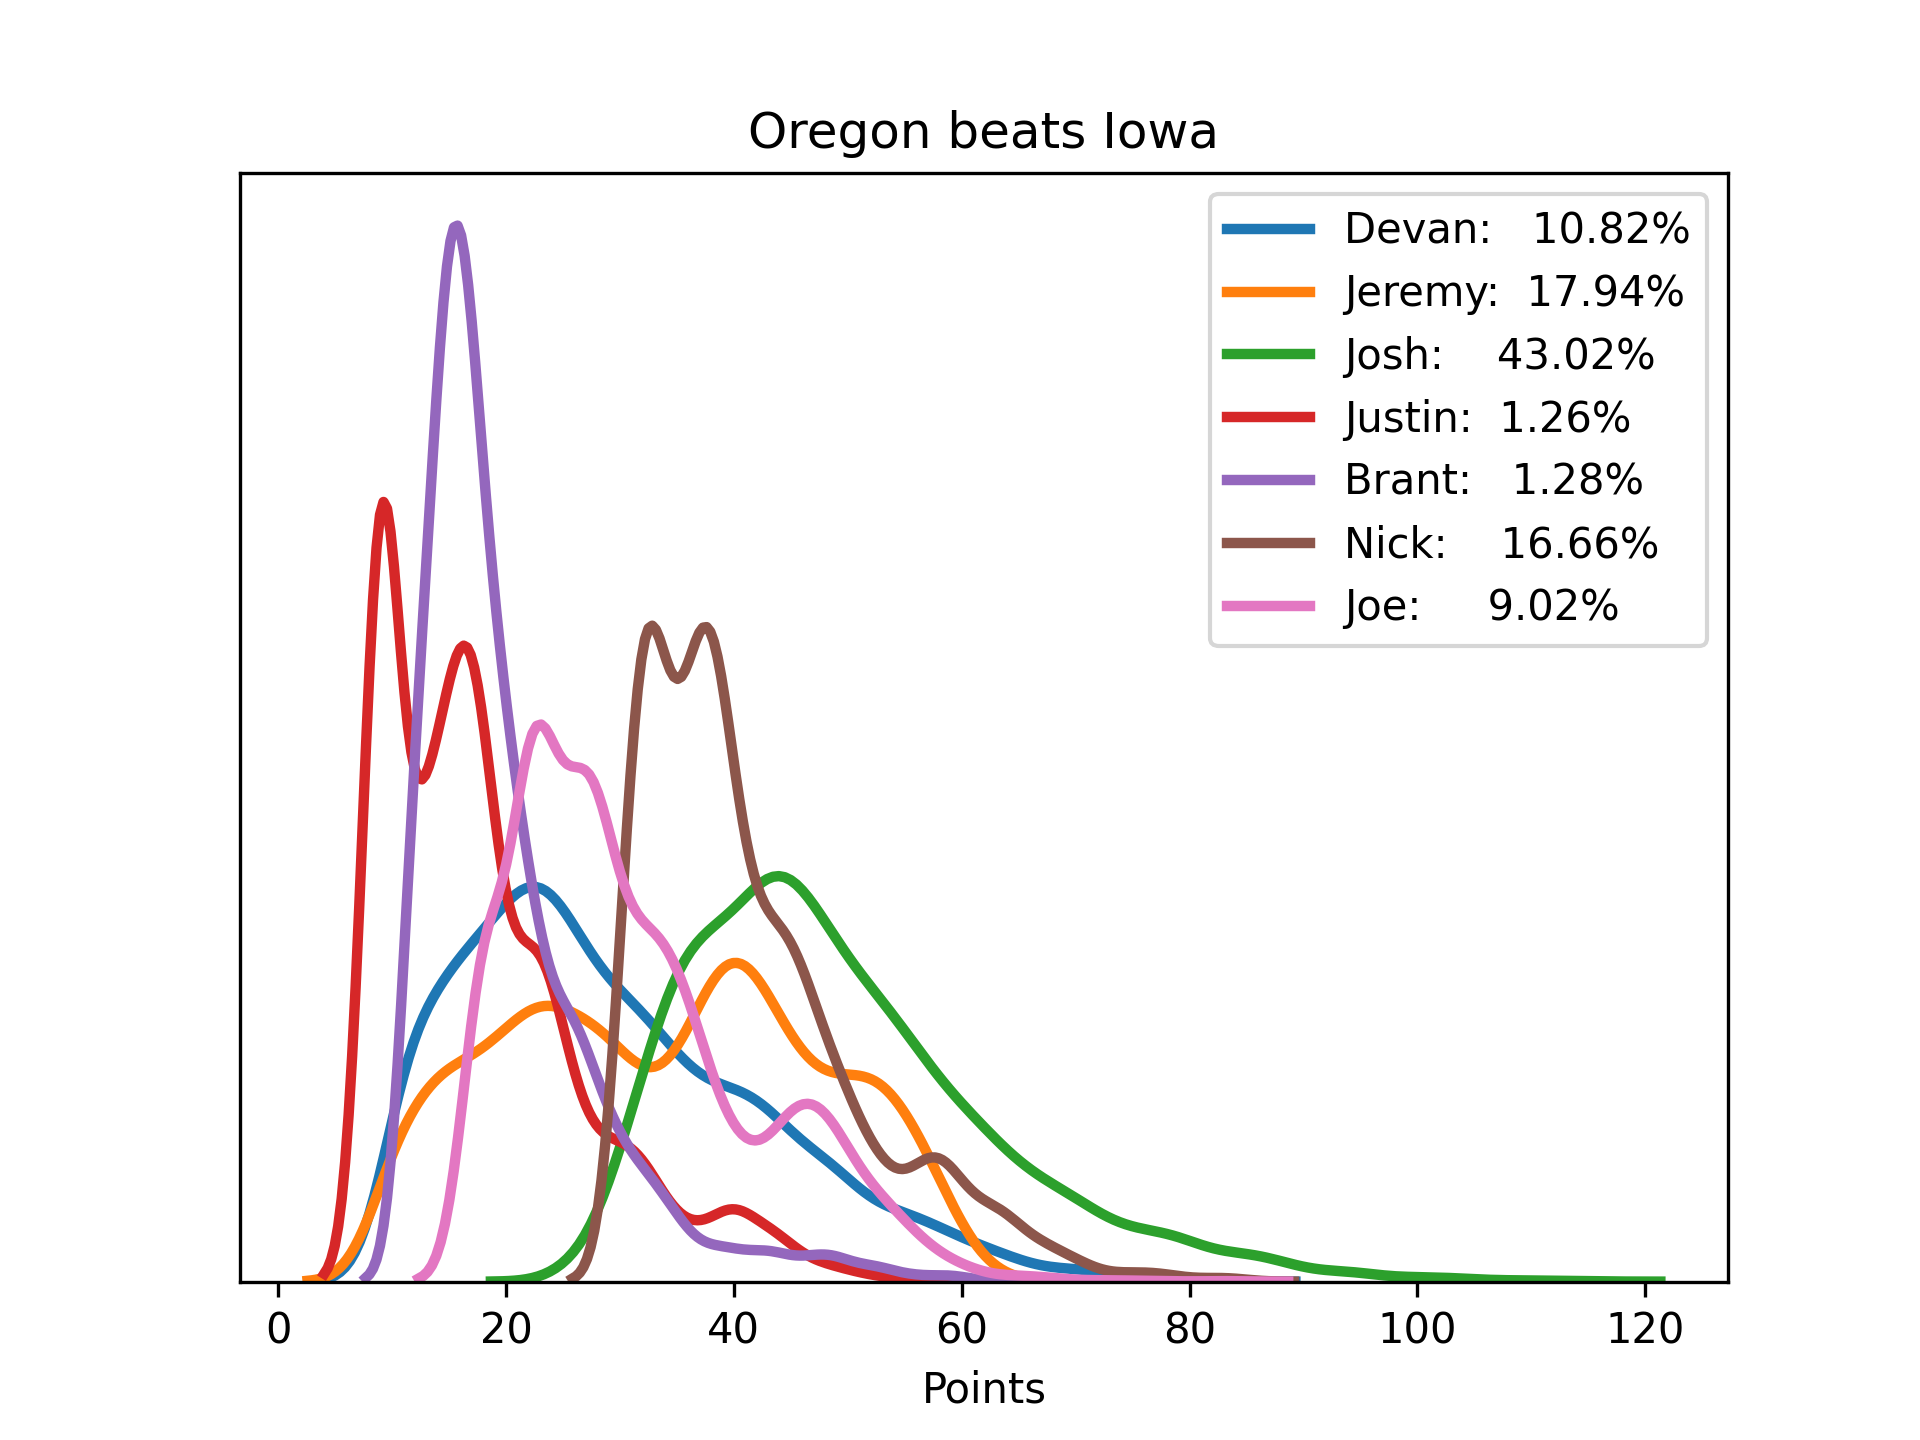 Oregon beats Iowa
Devan: 10.82%
Jeremy: 17.94%
Josh: 43.02%
Justin: 1.26%
Brant: 1.28%
Nick: 16.66%
Joe: 9.02%
0 20 40 60 80 100 120
Points